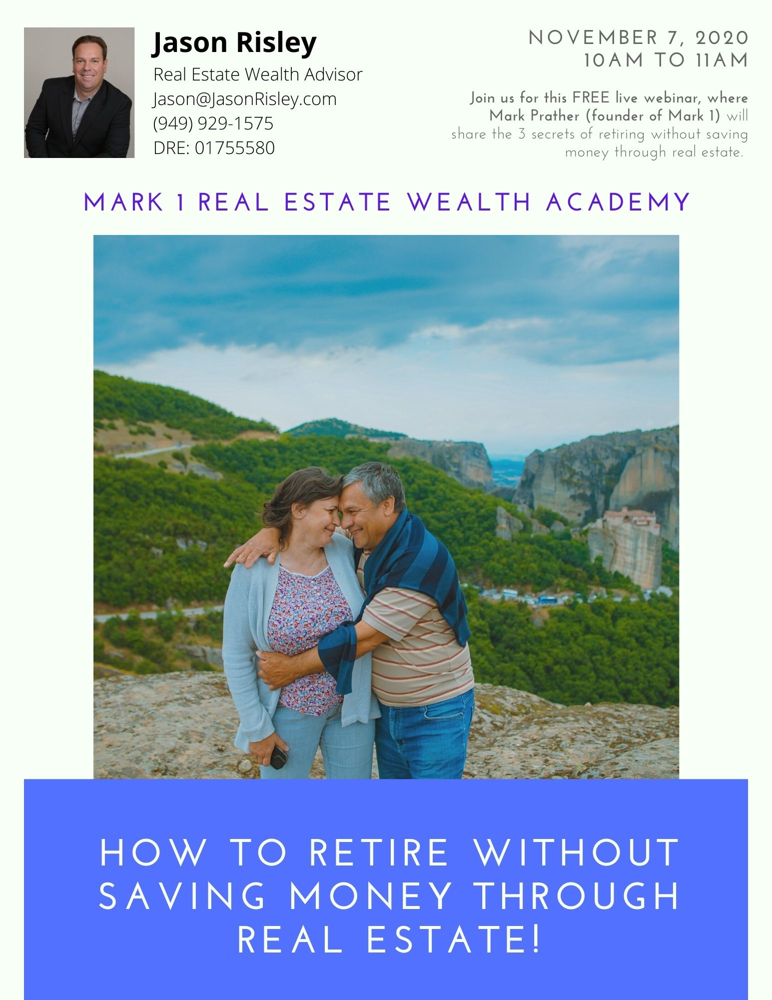 Jason Risley
Real Estate Wealth Advisor
Jason@JasonRisley.com
(949) 929-1575
DRE: 01755580
NOVEMBER 7, 2020
10AM TO 11AM
Join us for this FREE live webinar, where
Mark Prather (founder of Mark 1) will
share the 3 secrets of retiring without saving
money through real estate.
MARK 1 REAL ESTATE WEALTH ACADEMY
HOW TO RETIRE WITHOUT
SAVING MONEY THROUGH
REAL ESTATE!